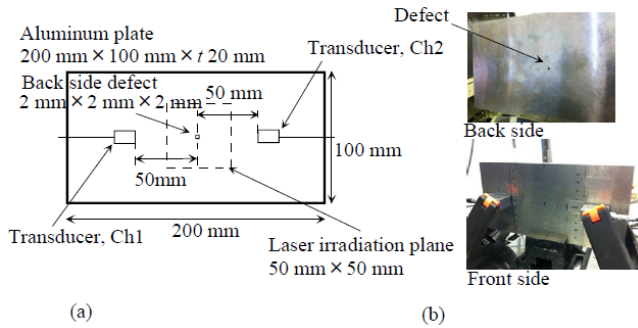 Aluminum plate
200 mm × 100 mm × t 20 mm
Transducer, Ch2
Back side defect
2 mm × 2 mm × 2 mm
50 mm
100 mm
50mm
Transducer, Ch1
200 mm
Laser irradiation plane
50 mm × 50 mm
(a)
Defect
Back side
Front side
(b)